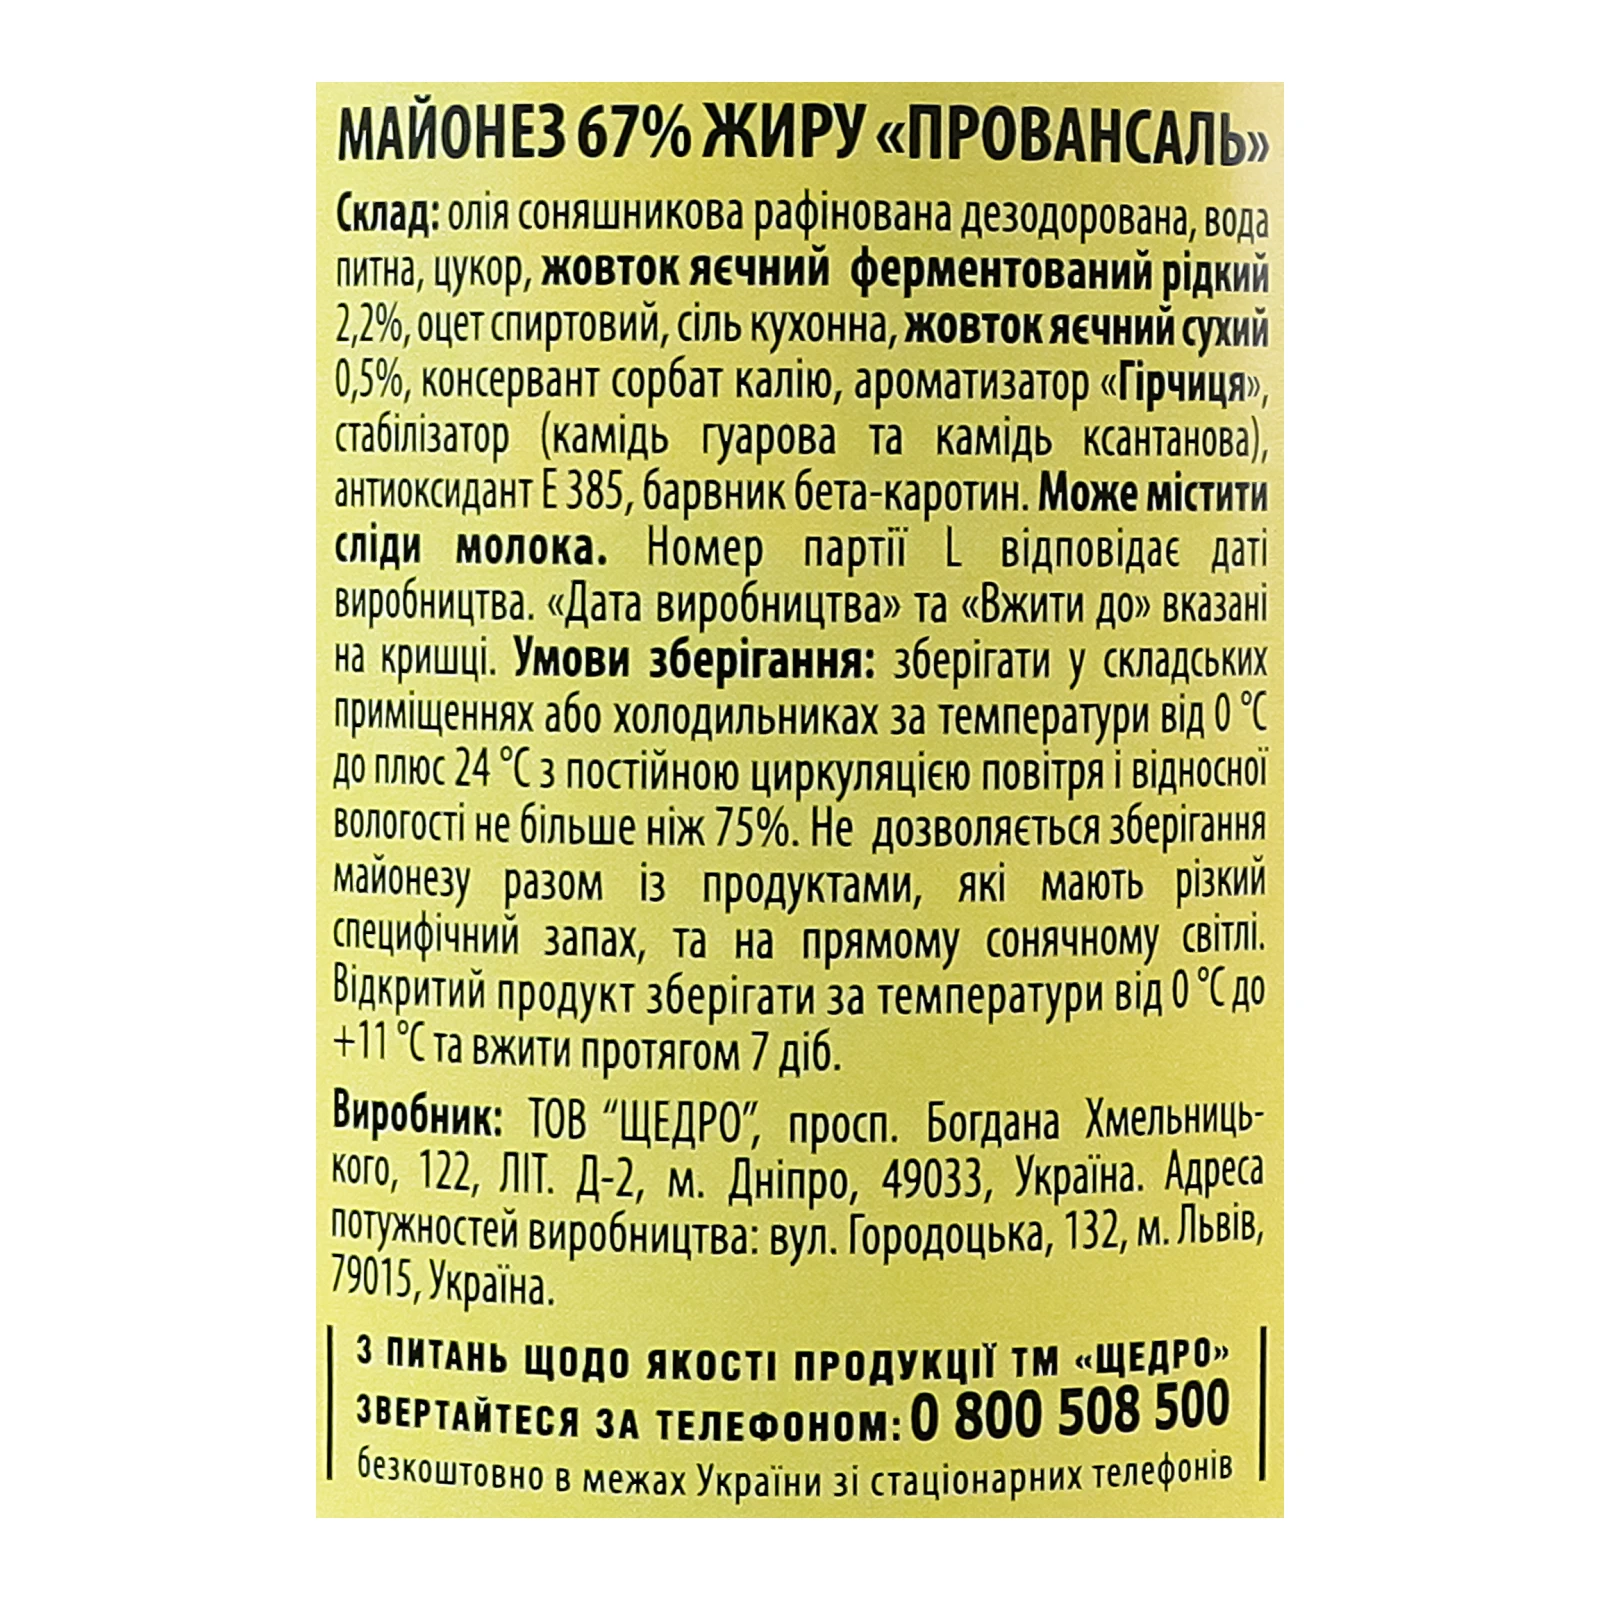 МАЙОНЕЗ 67% ЖИРУ «ПРОВАНСАЛЬ»
Склад: олія соняшникова рафінована дезодорована, вода
питна, цукор, жовток яєчний ферментований рідкий
2,2%, оцет спиртовий, сіль кухонна, жовток яєчний сухий
0,5%, консервант сорбат калію, ароматизатор «Гірчиця»,
стабілізатор (камідь гуарова та камідь ксантанова),
антиоксидант Е 385, барвник бета-каротин. Може містити
сліди молока. Номер партії L відповідає даті
виробництва. «Дата виробництва» та «Вжити до» вказані
на кришці. Умови зберігання: зберігати у складських
приміщеннях або холодильниках за температури від 0 °С
до плюс 24 °С з постійною циркуляцією повітря і відносної
вологості не більше ніж 75%. Не дозволяється зберігання
майонезу разом із продуктами, які мають різкий
специфічний запах, та на прямому сонячному світлі.
Відкритий продукт зберігати за температури від 0 °С до
+11 °С та вжити протягом 7 діб.
Виробник: ТОВ “ЩЕДРО”, просп. Богдана Хмельниць-
кого, 122, ЛІТ. Д-2, м. Дніпро, 49033, Україна. Адреса
потужностей виробництва: вул. Городоцька, 132, м. Львів,
79015, Україна.
З ПИТАНЬ ЩОДО ЯКОСТІ ПРОДУКЦІЇ ТМ «ЩЕДРО»
ЗВЕРТАЙТЕСЯ ЗА ТЕЛЕФОНОМ: 0 800 508 500
безкоштовно в межах України зі стаціонарних телефонів